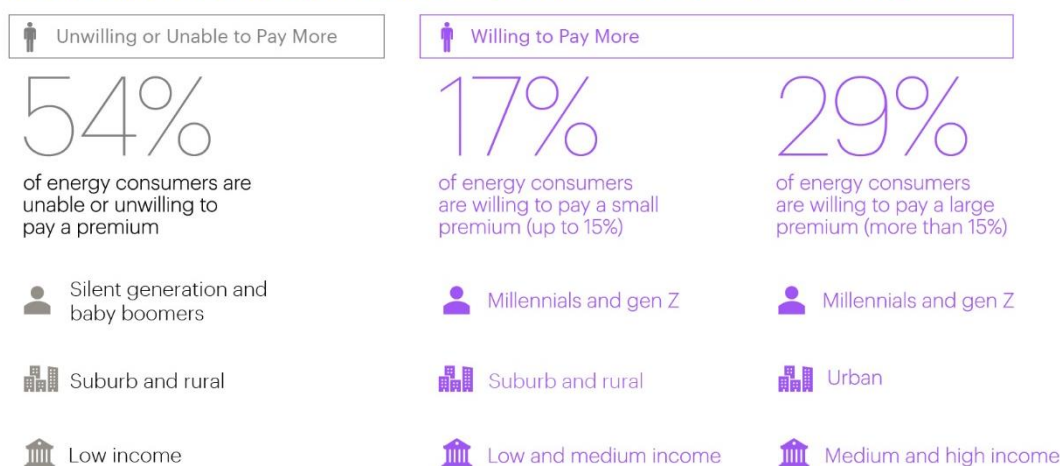 Unwilling or Unable to Pay More
Willing to Pay More
54%
of energy consumers are
unable or unwilling to
pay a premium
17%
of energy consumers
are willing to pay a small
premium (up to 15%)
29%
of energy consumers
are willing to pay a large
premium (more than 15%)
Silent generation and
baby boomers
Millennials and gen Z
Millennials and gen Z
Suburb and rural
Suburb and rural
Urban
Low income
Low and medium income
Medium and high income